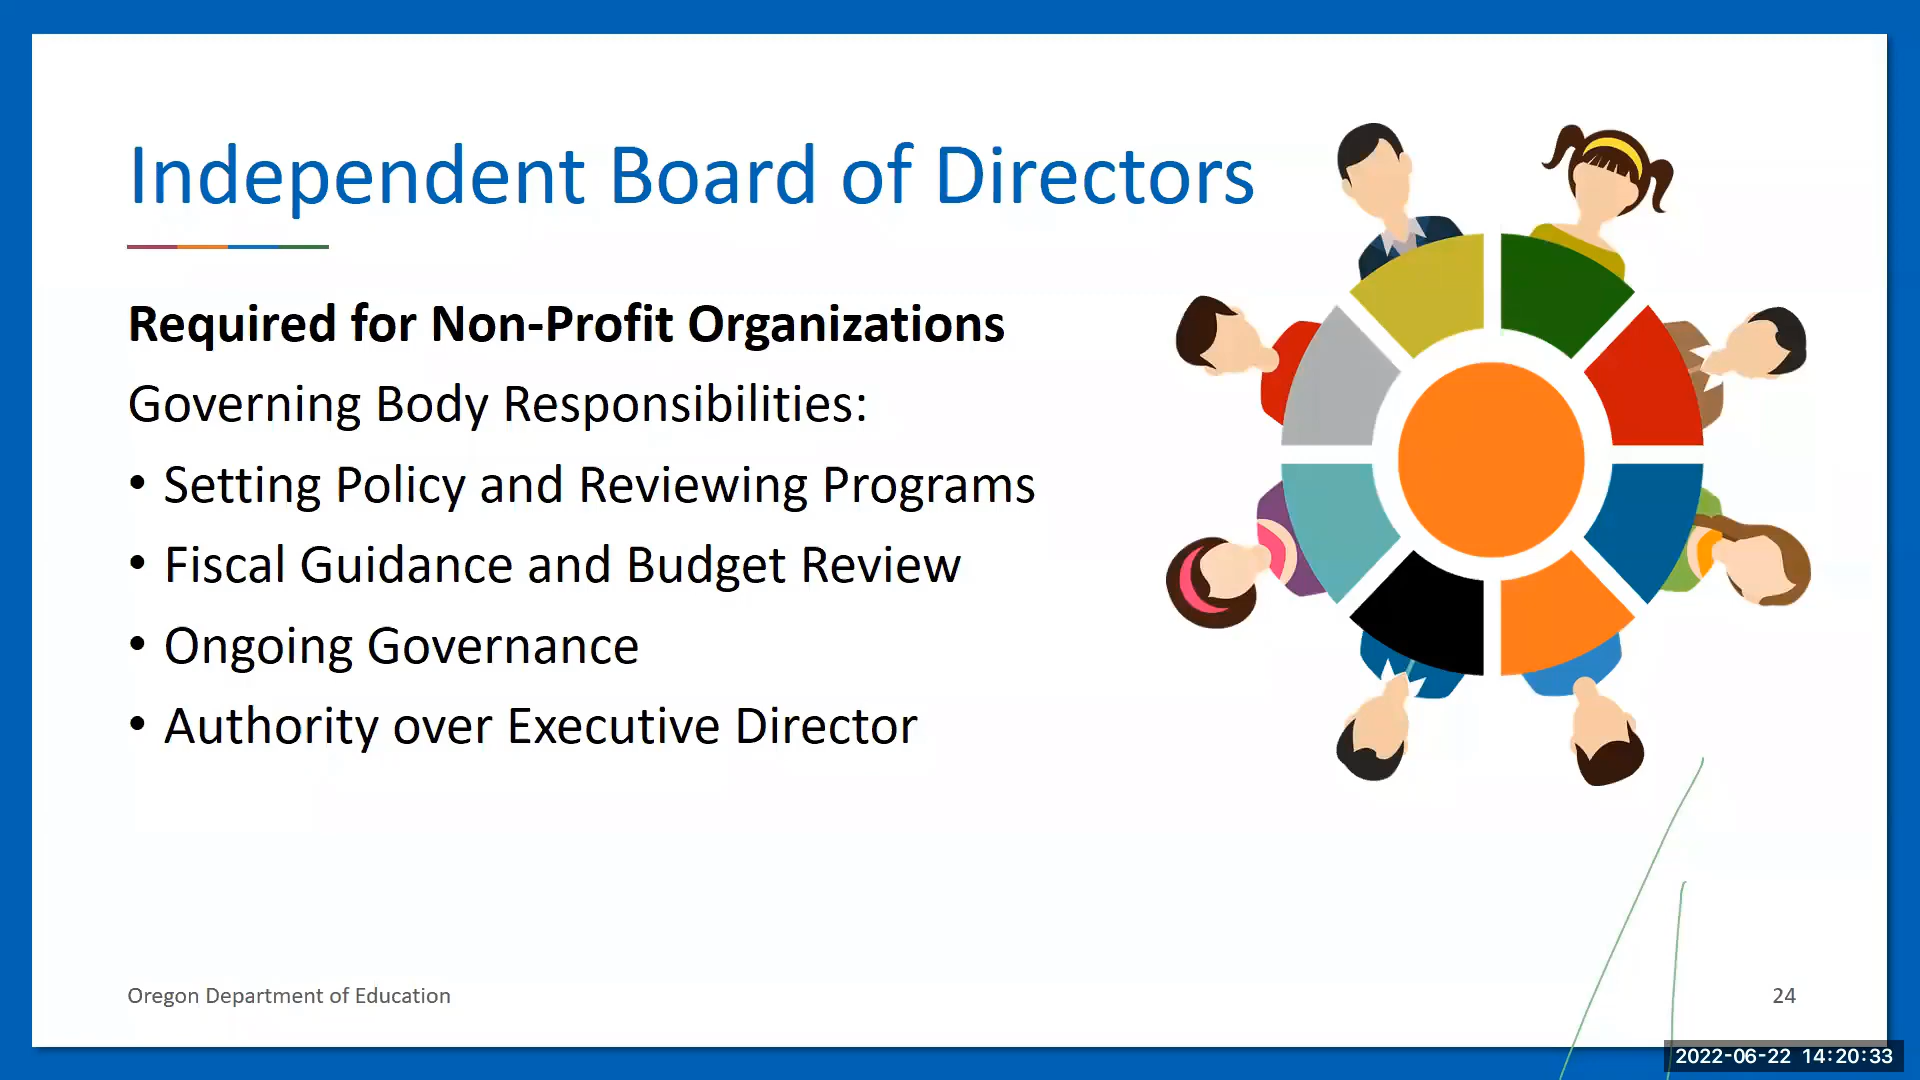 Independent Board of Directors
Required for Non-Profit Organizations
Governing Body Responsibilities:
• Setting Policy and Reviewing Programs
• Fiscal Guidance and Budget Review
• Ongoing Governance
• Authority over Executive Director
Oregon Department of Education
24
2022-06-22 14:20:33